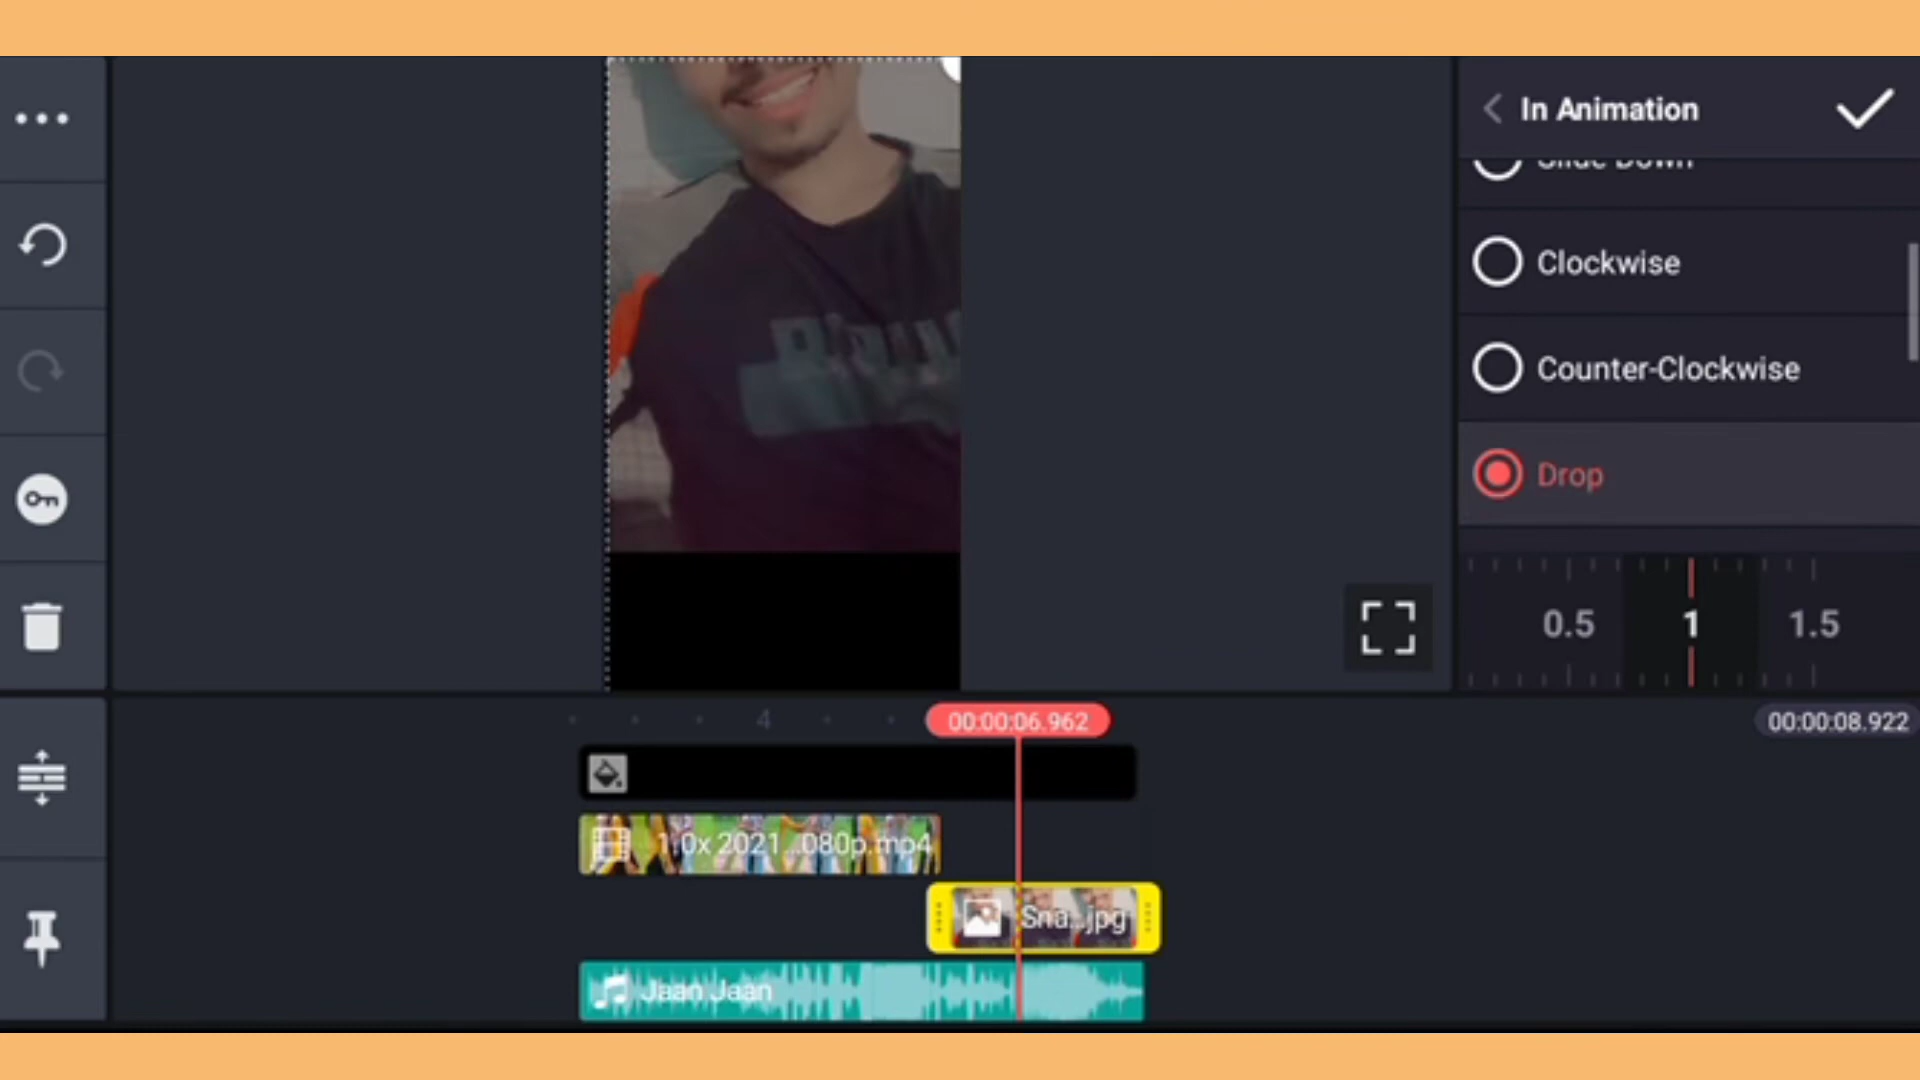 In Animation
Slide Down
Clockwise
Counter-Clockwise
Drop
0.5 1 1.5
4
00:00:06.962
00:00:08.922
1.0x 2021...080p.mp4
Sna...jpg
Jaan Jaan